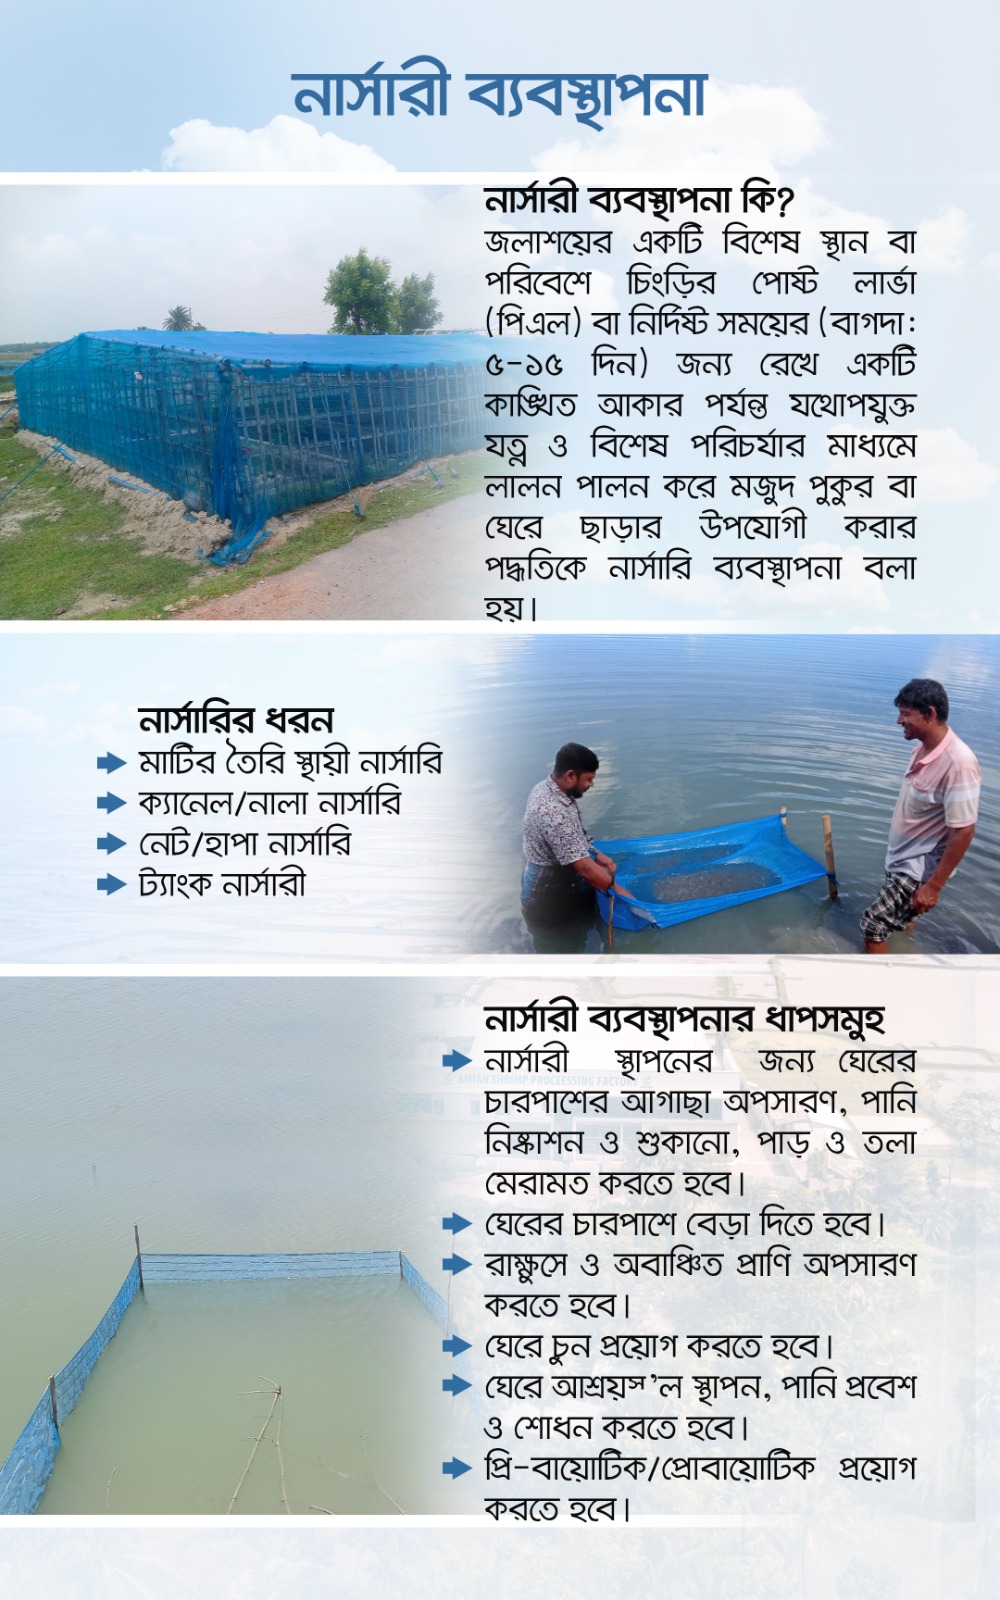 নার্সারী ব্যবস্থাপনা
নার্সারী ব্যবস্থাপনা কি?
জলাশয়ের একটি বিশেষ স্থান বা
পরিবেশে চিংড়ির পোষ্ট লার্ভা
(পিএল) বা নির্দিষ্ট সময়ের (বাগদা:
৫-১৫ দিন) জন্য রেখে একটি
কাঙ্খিত আকার পর্যন্ত যথোপযুক্ত
যত্ন ও বিশেষ পরিচর্যার মাধ্যমে
লালন পালন করে মজুদ পুকুর বা
ঘেরে ছাড়ার উপযোগী করার
পদ্ধতিকে নার্সারি ব্যবস্থাপনা বলা
হয়।
নার্সারির ধরন
মাটির তৈরি স্থায়ী নার্সারি
ক্যানেল/নালা নার্সারি
নেট/হাপা নার্সারি
ট্যাংক নার্সারী
নার্সারী ব্যবস্থাপনার ধাপসমুহ
নার্সারী স্থাপনের জন্য ঘেরের
চারপাশের আগাছা অপসারণ, পানি
নিষ্কাশন ও শুকানো, পাড় ও তলা
মেরামত করতে হবে।
ঘেরের চারপাশে বেড়া দিতে হবে।
রাক্ষুসে ও অবাঞ্চিত প্রাণি অপসারণ
করতে হবে।
ঘেরে চুন প্রয়োগ করতে হবে।
ঘেরে আশ্রয়স্'ল স্থাপন, পানি প্রবেশ
ও শোধন করতে হবে।
প্রি-বায়োটিক/প্রোবায়োটিক প্রয়োগ
করতে হবে।